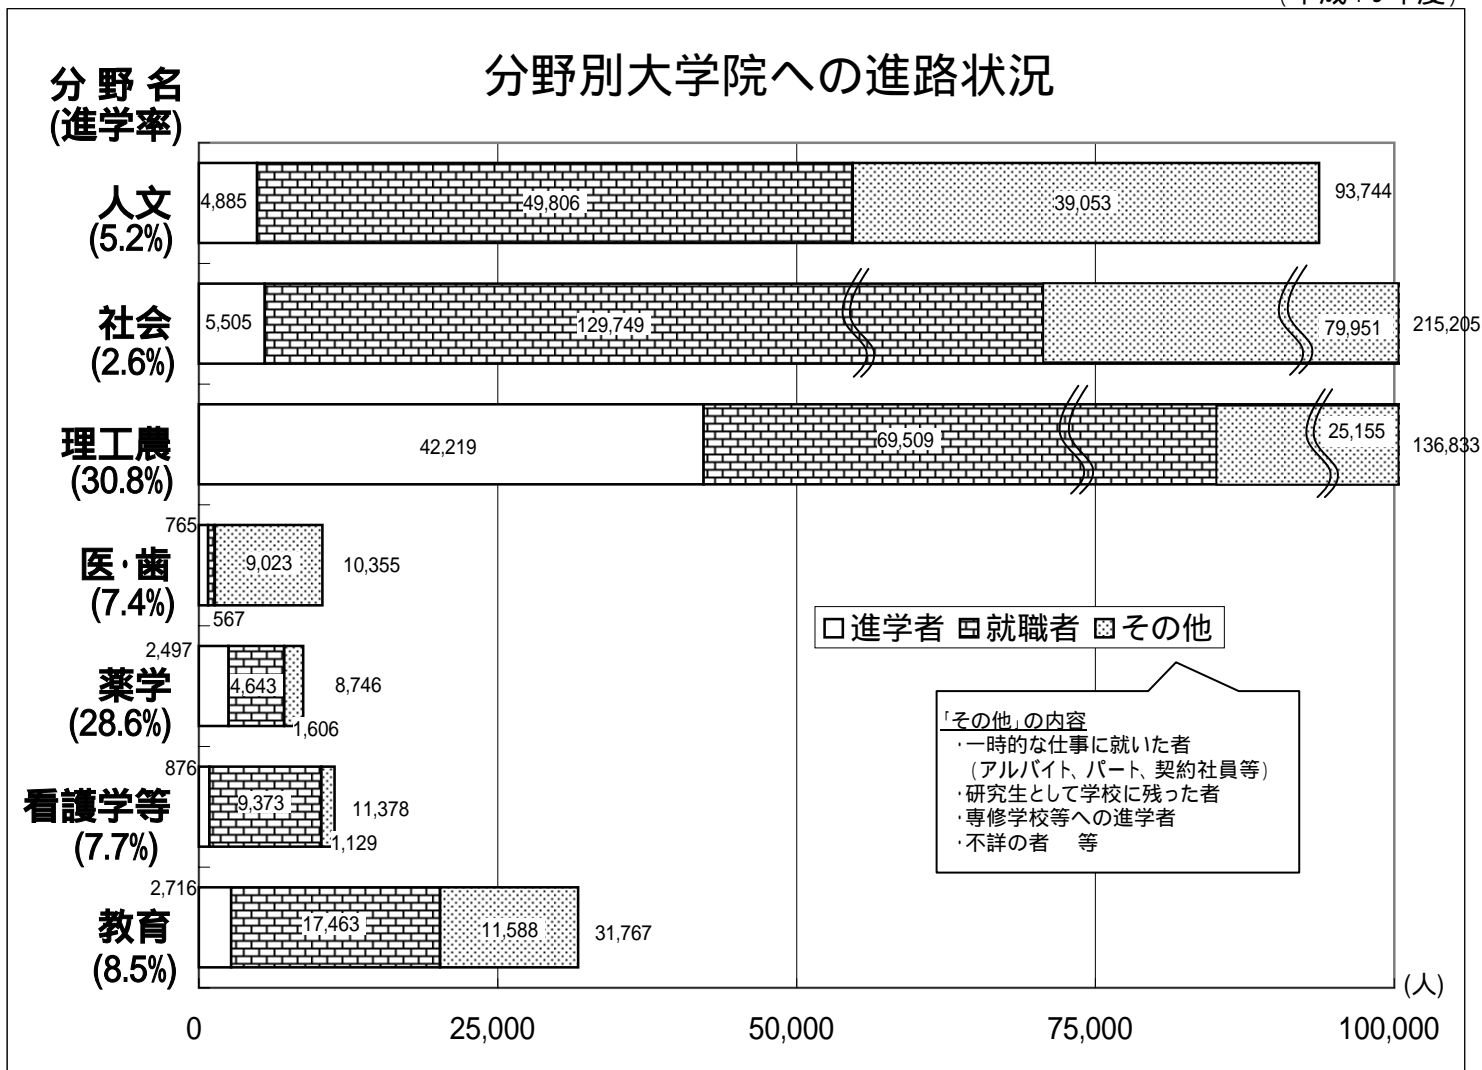 分野別大学院への進路状況
分 野 名
(進学率)
人文
(5.2%)
4,885
49,806
39,053
93,744
社会
(2.6%)
5,505
129,749
79,951
215,205
理工農
(30.8%)
42,219
69,509
25,155
136,833
医・歯
(7.4%)
765
567
9,023
10,355
薬学
(28.6%)
2,497
4,643
1,606
8,746
看護学等
(7.7%)
876
9,373
1,129
11,378
教育
(8.5%)
2,716
17,463
11,588
31,767
進学者 就職者 その他
「その他」の内容
・一時的な仕事に就いた者
(アルバイト、パート、契約社員等)
・研究生として学校に残った者
・専修学校等への進学者
・不詳の者 等
(人)
0 25,000 50,000 75,000 100,000